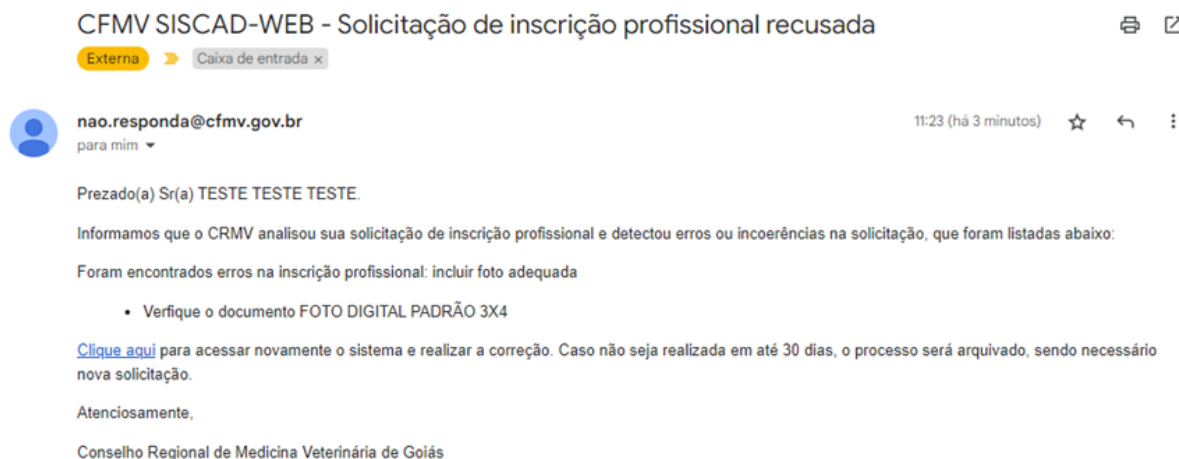 CFMV SISCAD-WEB - Solicitação de inscrição profissional recusada
Externa
Caixa de entrada ×
nao.responda@cfmv.gov.br
11:23 (há 3 minutos)
para mim
Prezado(a) Sr(a) TESTE TESTE TESTE.
Informamos que o CRMV analisou sua solicitação de inscrição profissional e detectou erros ou incoerências na solicitação, que foram listadas abaixo:
Foram encontrados erros na inscrição profissional: incluir foto adequada
• Verfique o documento FOTO DIGITAL PADRÃO 3X4
Clique aqui para acessar novamente o sistema e realizar a correção. Caso não seja realizada em até 30 dias, o processo será arquivado, sendo necessário
nova solicitação.
Atenciosamente,
Conselho Regional de Medicina Veterinária de Goiás